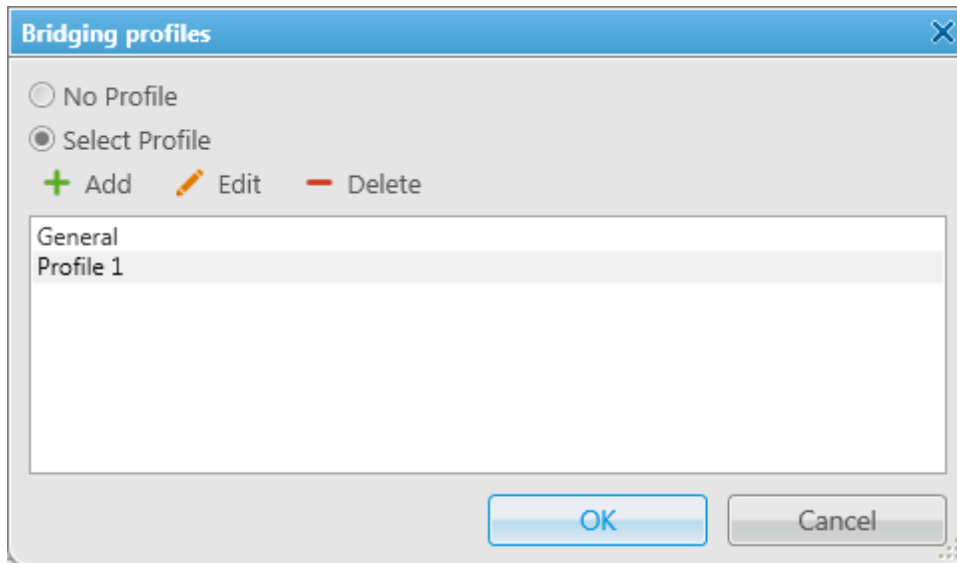 Bridging profiles
No Profile
Select Profile
Add Edit Delete
General
Profile 1
OK Cancel